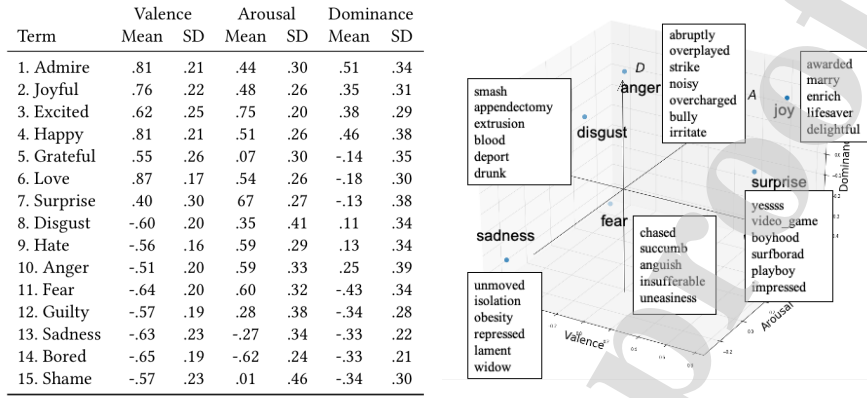 Valence Arousal Dominance
Term Mean SD Mean SD Mean SD
1. Admire .81 .21 .44 .30 .51 .34
2. Joyful .76 .22 .48 .26 .35 .31
3. Excited .62 .25 .75 .20 .38 .29
4. Happy .81 .21 .51 .26 .46 .38
5. Grateful .55 .26 .07 .30 -.14 .35
6. Love .87 .17 .54 .26 -.18 .30
7. Surprise .40 .30 67 .27 -.13 .38
8. Disgust -.60 .20 .35 .41 .11 .34
9. Hate -.56 .16 .59 .29 .13 .34
10. Anger -.51 .20 .59 .33 .25 .39
11. Fear -.64 .20 .60 .32 -.43 .34
12. Guilty -.57 .19 .28 .38 -.34 .28
13. Sadness -.63 .23 -.27 .34 -.33 .22
14. Bored -.65 .19 -.62 .24 -.33 .21
15. Shame -.57 .23 .01 .46 -.34 .30
smash
appendectomy
extrusion
blood
deport
drunk
disgust
D
anger
abruptly
overplayed
strike
noisy
overcharged
bully
irritate
A
joy
awarded
marry
enrich
lifesaver
delightful
surprise
yessss
video_game
boyhood
surfborad
playboy
impressed
fear
chased
succumb
anguish
insufferable
uneasiness
sadness
unmoved
isolation
obesity
repressed
lament
widow
Valence
Arousal
proof